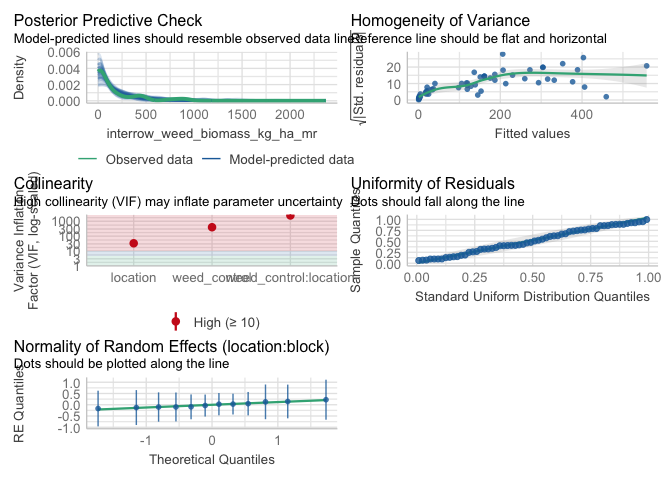 Posterior Predictive Check
Model-predicted lines should resemble observed data line
0.006
0.004
0.002
0.000
Density
0
500
1000
1500
2000
interrow_weed_biomass_kg_ha_mr
Observed data
Model-predicted data
Homogeneity of Variance
Reference line should be flat and horizontal
20
10
0
√|Std. residuals|
0
200
400
Fitted values
Collinearity
High collinearity (VIF) may inflate parameter uncertainty
1000
300
100
30
10
3
1
Variance Inflation
Factor (VIF, log-scaled)
location
weed_control
weed_control:location
High (≥ 10)
Uniformity of Residuals
Dots should fall along the line
1.00
0.75
0.50
0.25
0.00
Sample Quantiles
0.00
0.25
0.50
0.75
1.00
Standard Uniform Distribution Quantiles
Normality of Random Effects (location:block)
Dots should be plotted along the line
1.0
0.5
0.0
-0.5
-1.0
RE Quantiles
-1
0
1
Theoretical Quantiles